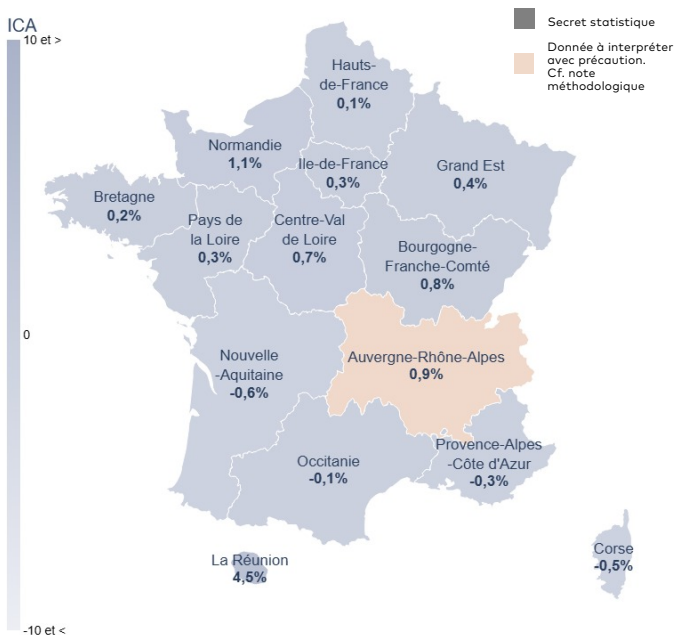 ICA
10 et >
0
-10 et <
Secret statistique
Donnée à interpréter
avec précaution.
Cf. note
méthodologique
Hauts-
de-France
0,1%
Normandie
1,1%
Ile-de-France
0,3%
Grand Est
0,4%
Bretagne
0,2%
Pays de
la Loire
0,3%
Centre-Val
de Loire
0,7%
Bourgogne-
Franche-Comté
0,8%
Nouvelle
-Aquitaine
-0,6%
Auvergne-Rhône-Alpes
0,9%
Occitanie
-0,1%
Provence-Alpes
-Côte d'Azur
-0,3%
La Réunion
4,5%
Corse
-0,5%